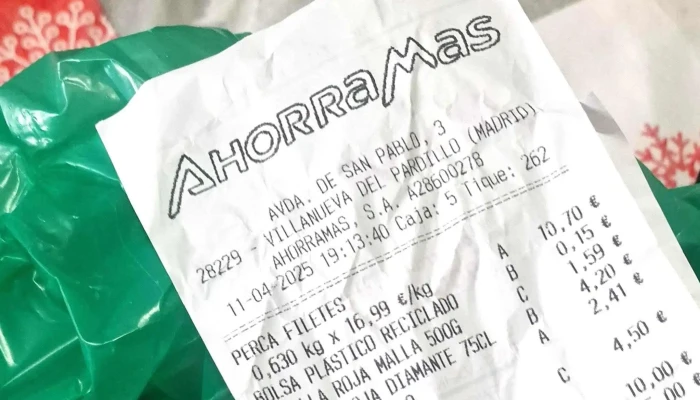 AHORRAMAS
AVDA. DE SAN PABLO, 3
28229 - VILLANUEVA DEL PARDILLO (MADRID)
AHORRAMAS, S.A. A28600278
11-04-2025 19:13:40 Caja: 5 Tique: 262
PERCA FILETES A 10,70 €
0,630 kg x 16,99 €/kg
BOLSA PLÁSTICO RECICLADO B 0,15 €
ROJA MALLA 500G C 1,59 €
DIAMANTE 75CL B 4,20 €
A 2,41 €
4,50 €
C 10,00 €
,00 €